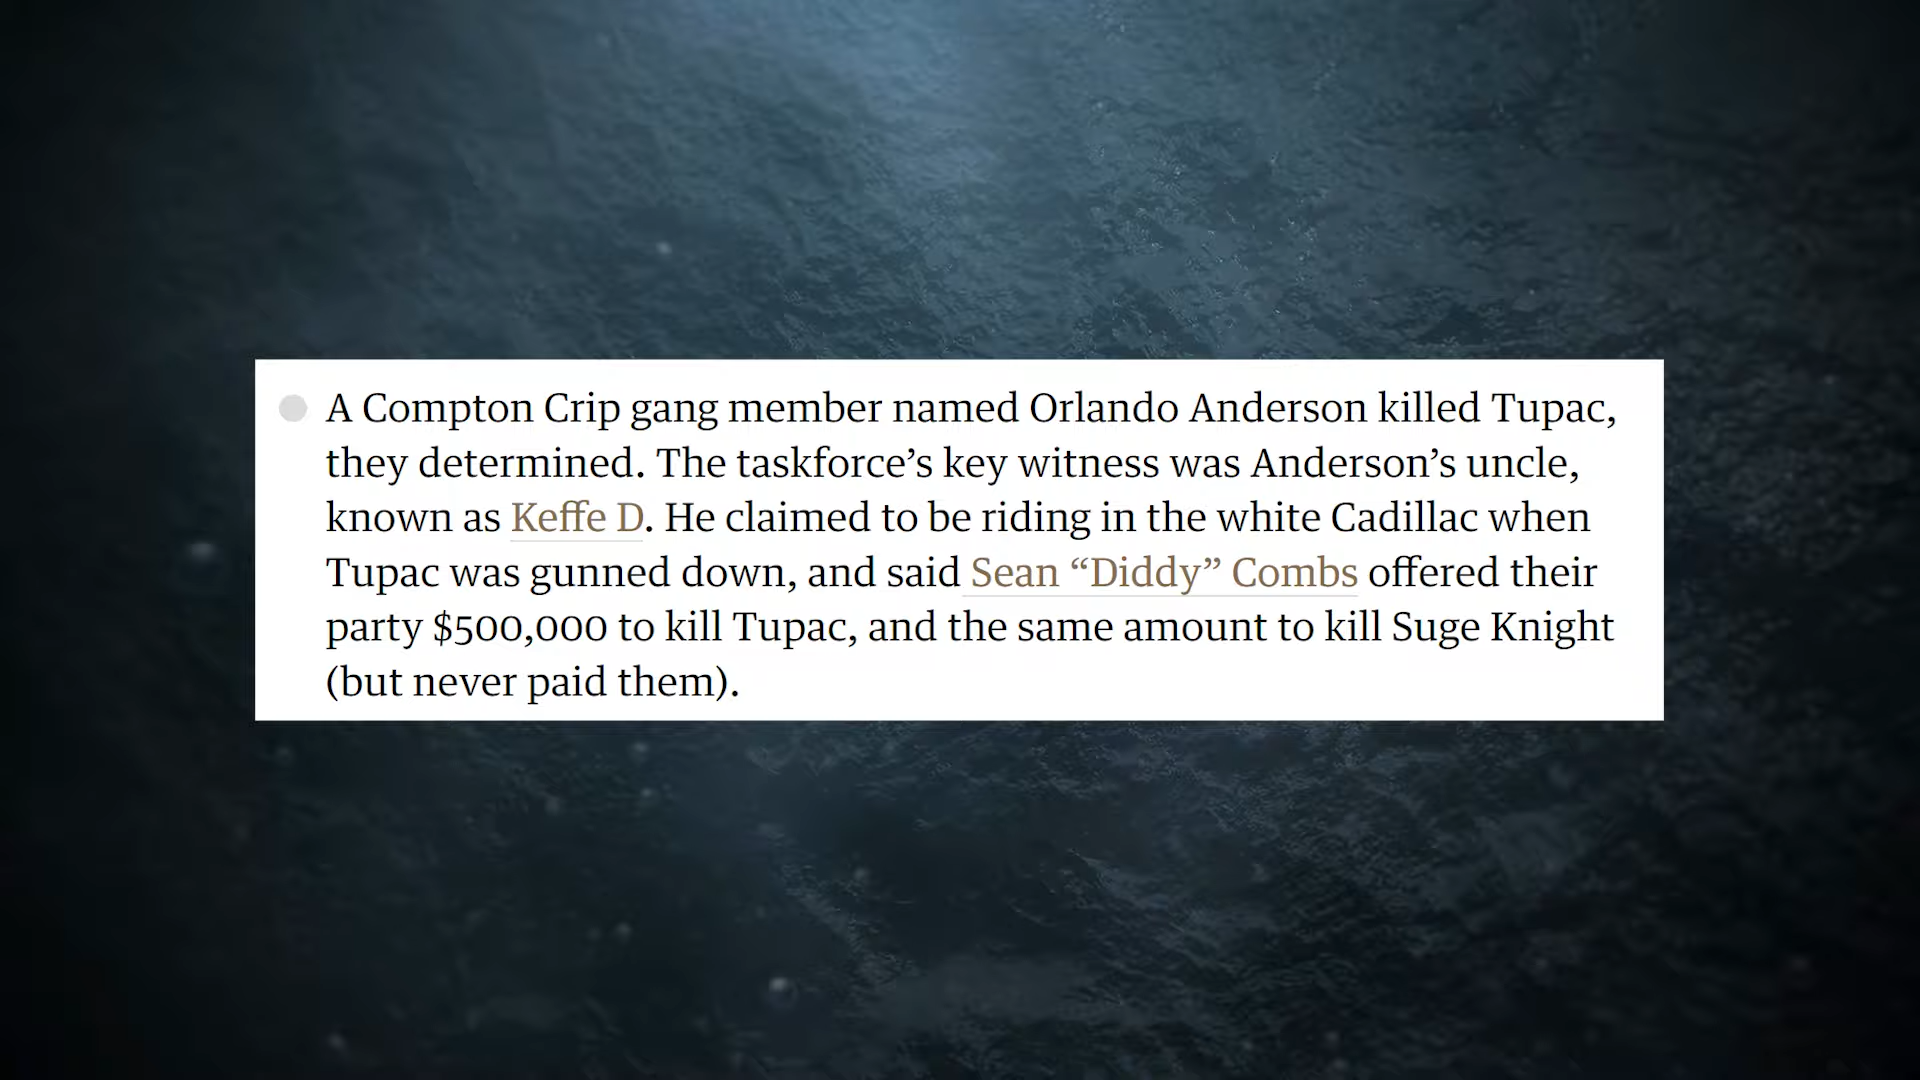 A Compton Crip gang member named Orlando Anderson killed Tupac,
they determined. The taskforce’s key witness was Anderson’s uncle,
known as Keffe D. He claimed to be riding in the white Cadillac when
Tupac was gunned down, and said Sean “Diddy” Combs offered their
party $500,000 to kill Tupac, and the same amount to kill Suge Knight
(but never paid them).